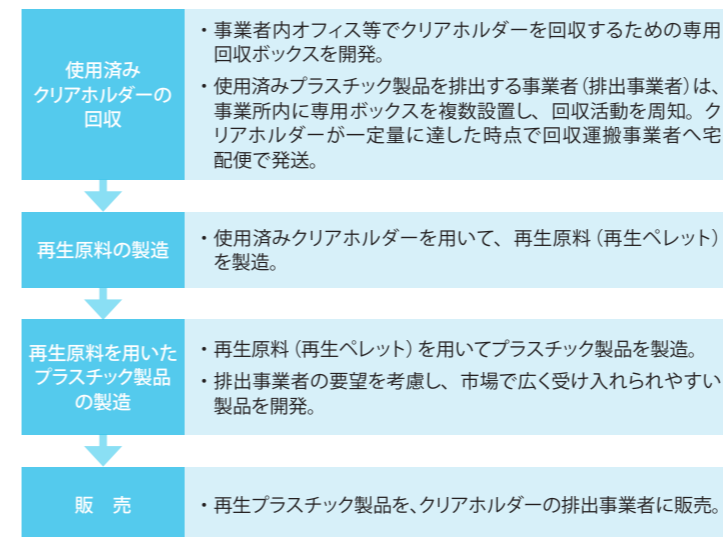 使用済み
クリアホルダーの
回収
・事業者内オフィス等でクリアホルダーを回収するための専用
回収ボックスを開発。
・使用済みプラスチック製品を排出する事業者（排出事業者）は、
事業所内に専用ボックスを複数設置し、回収活動を周知。ク
リアホルダーが一定量に達した時点で回収運搬事業者へ宅
配便で発送。
再生原料の製造
・使用済みクリアホルダーを用いて、再生原料（再生ペレット）
を製造。
再生原料を用いた
プラスチック製品
の製造
・再生原料（再生ペレット）を用いてプラスチック製品を製造。
・排出事業者の要望を考慮し、市場で広く受け入れられやすい
製品を開発。
販　売
・再生プラスチック製品を、クリアホルダーの排出事業者に販売。